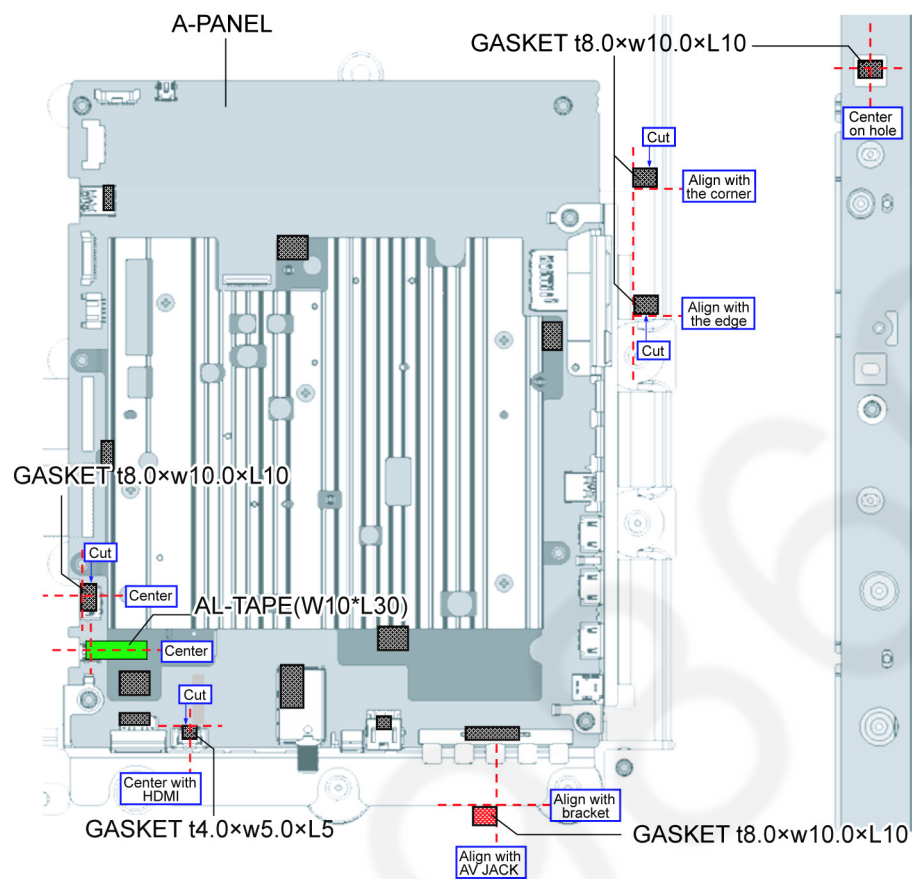 A-PANEL
GASKET t8.0×w10.0×L10
Center
on hole
Cut
Align with
the corner
Align with
the edge
Cut
GASKET t8.0×w10.0×L10
Cut
Center
AL-TAPE(W10*L30)
Center
Cut
Center with
HDMI
GASKET t4.0×w5.0×L5
Align with
bracket
GASKET t8.0×w10.0×L10
Align with
AV JACK